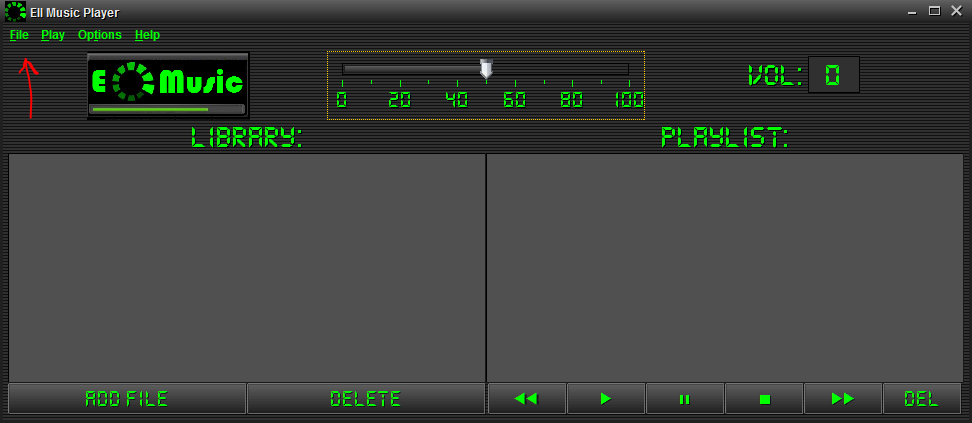 Ell Music Player
File Play Options Help
E Music
0 20 40 60 80 100
VOL: 0
LIBRARY: PLAYLIST:
ADD FILE DELETE DEL